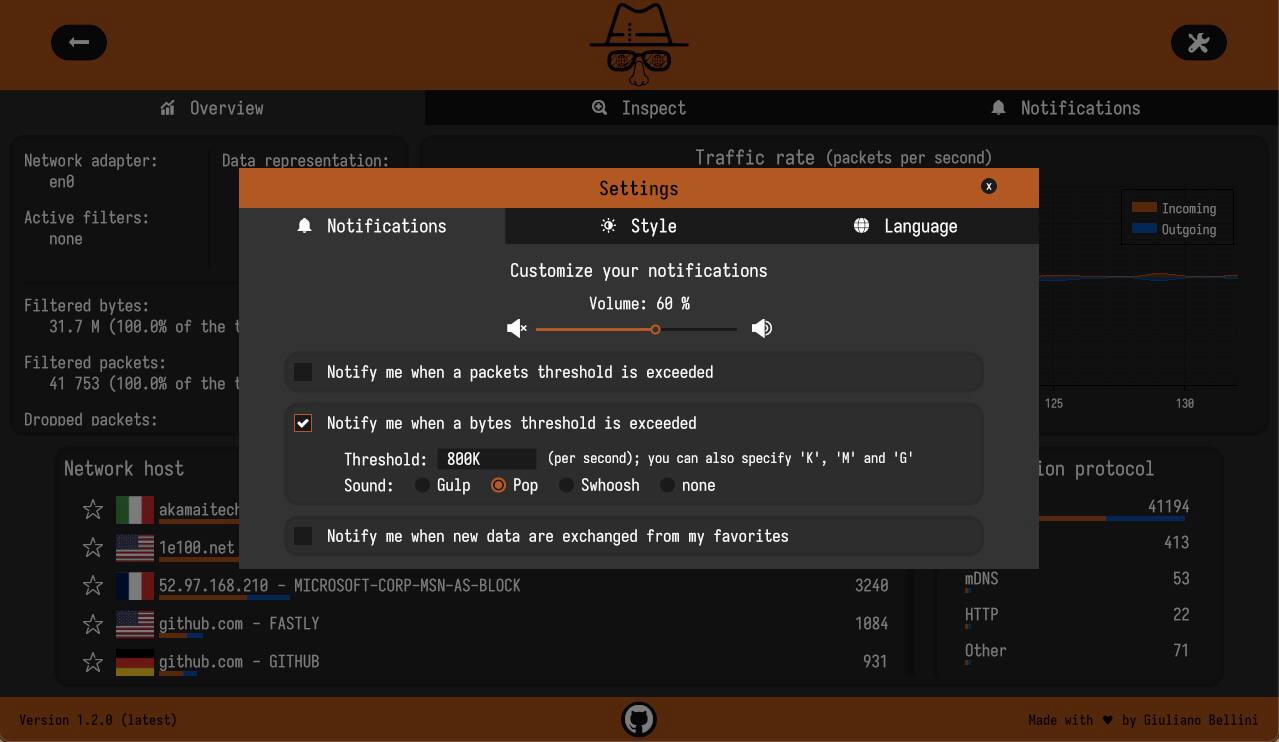 Overview
Inspect
Notifications
Network adapter:
en0
Data representation:
Active filters:
none
Filtered bytes:
31.7 M (100.0% of the t
Filtered packets:
41 753 (100.0% of the t
Dropped packets:
Traffic rate (packets per second)
Incoming
Outgoing
125 130
Settings
x
Notifications
Style
Language
Customize your notifications
Volume: 60 %
Notify me when a packets threshold is exceeded
Notify me when a bytes threshold is exceeded
Threshold: 800K (per second); you can also specify 'K', 'M' and 'G'
Sound: Gulp Pop Swhoosh none
Notify me when new data are exchanged from my favorites
Network host
akamaitech
1e100.net
52.97.168.210 - MICROSOFT-CORP-MSN-AS-BLOCK 3240
github.com - FASTLY 1084
github.com - GITHUB 931
ion protocol
41194
413
mDNS 53
HTTP 22
Other 71
Version 1.2.0 (latest)
Made with ♥ by Giuliano Bellini